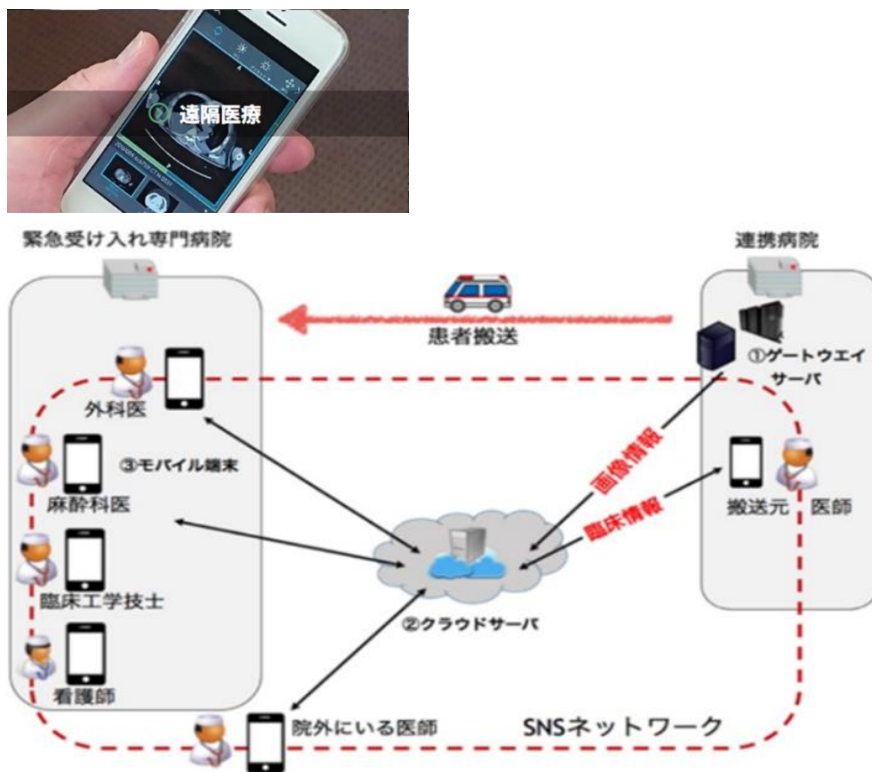 遠隔医療
緊急受け入れ専門病院
連携病院
患者搬送
①ゲートウエイ
サーバ
外科医
③モバイル端末
画像情報
麻酔科医
臨床情報
搬送元 医師
臨床工学技士
②クラウドサーバ
看護師
院外にいる医師
SNSネットワーク